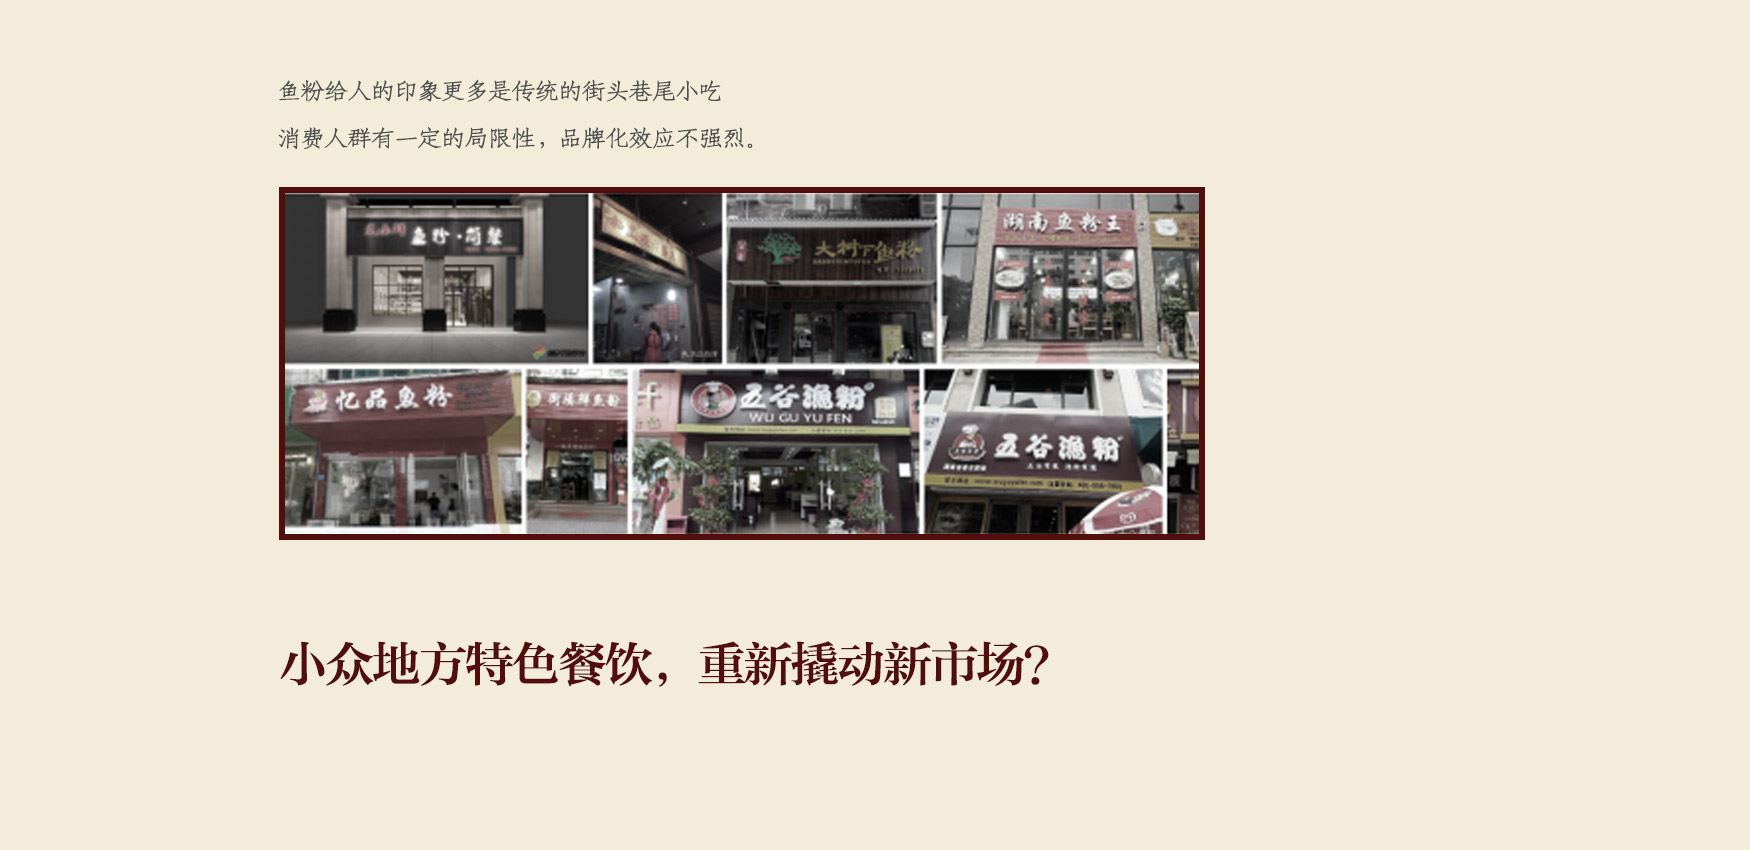 鱼粉给人的印象更多是传统的街头巷尾小吃
消费人群有一定的局限性，品牌化效应不强烈。
鱼粉·简餐
大树下鱼粉
湖南鱼粉王
忆品鱼粉
衡阳鲜鱼粉
五谷渔粉
WU GU YU FEN
五谷渔粉
小众地方特色餐饮，重新撬动新市场?